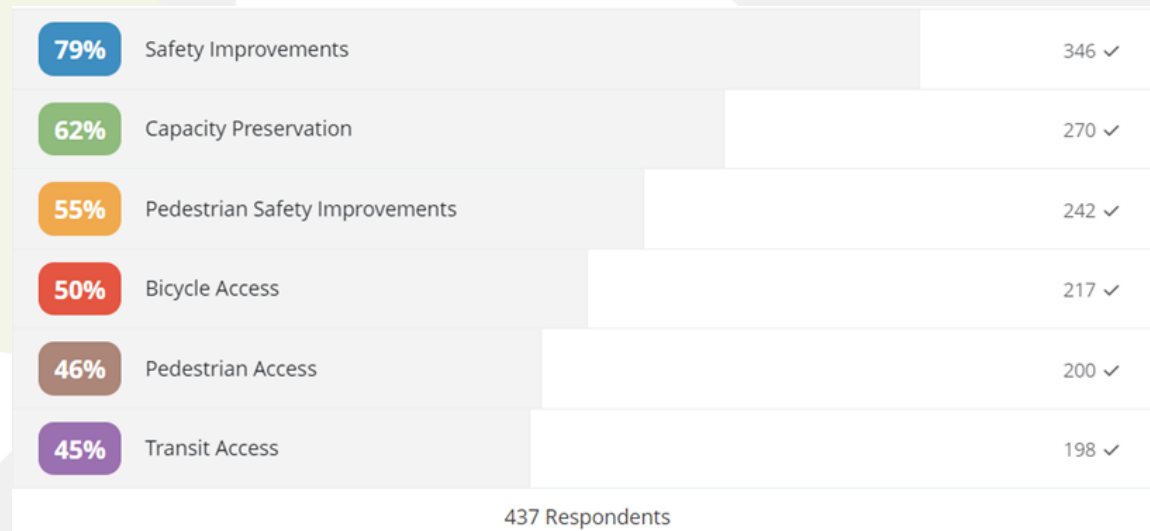 79% Safety Improvements 346 ✓
62% Capacity Preservation 270 ✓
55% Pedestrian Safety Improvements 242 ✓
50% Bicycle Access 217 ✓
46% Pedestrian Access 200 ✓
45% Transit Access 198 ✓
437 Respondents